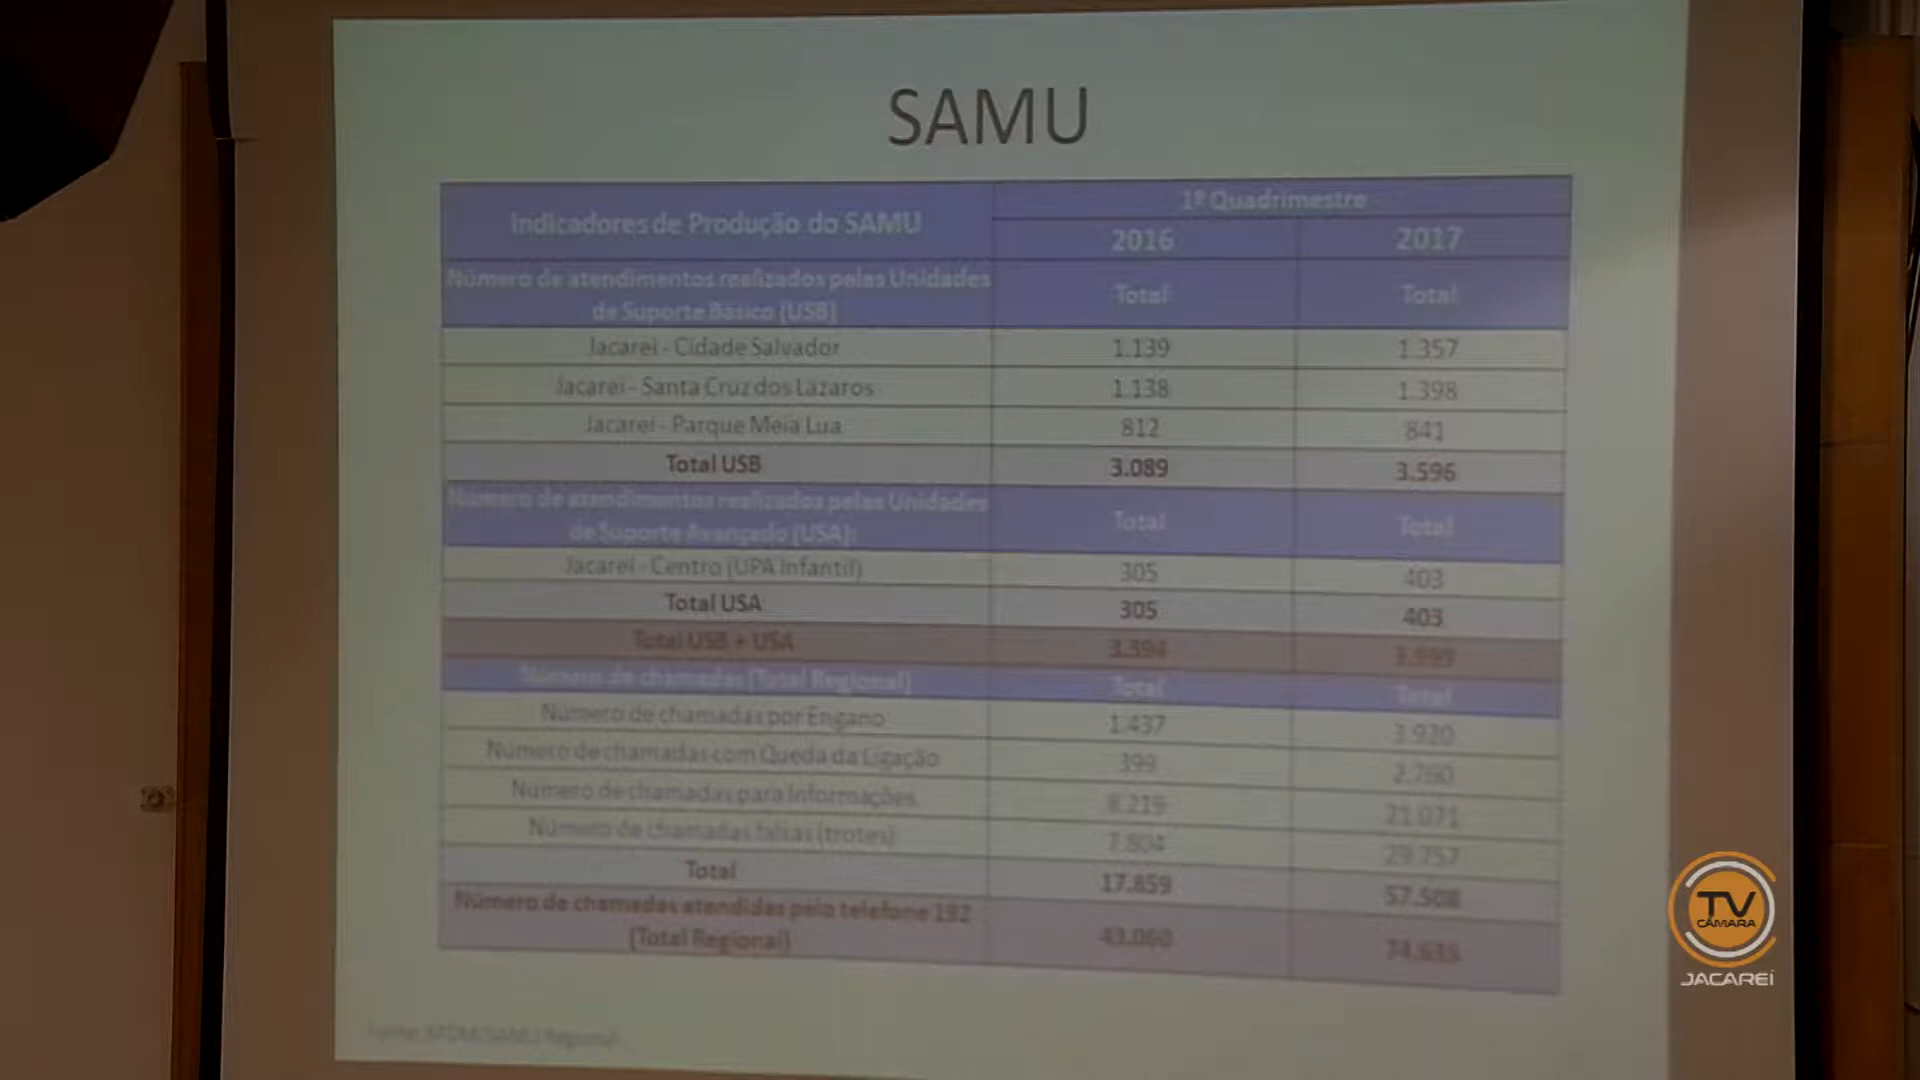 SAMU
Indicadores de Produção do SAMU
1º Quadrimestre
2016 2017
Número de atendimentos realizados pelas Unidades
de Suporte Básico (USB) Total Total
Jacareí - Cidade Salvador 1.139 1.357
Jacareí - Santa Cruz dos Lázaros 1.138 1.398
Jacareí - Parque Meia Lua 812 841
Total USB 3.089 3.596
Número de atendimentos realizados pelas Unidades
de Suporte Avançado (USA): Total Total
Jacareí - Centro (UPA Infantil) 305 403
Total USA 305 403
Total USB + USA 3.394 3.999
Número de chamadas (Total Regional) Total Total
Número de chamadas por Engano 1.437 3.920
Número de chamadas com Queda da Ligação 399 2.760
Número de chamadas para Informações 8.219 21.071
Número de chamadas falsas (trotes) 7.804 29.757
Total 17.859 57.508
Número de chamadas atendidas pelo telefone 192
(Total Regional) 43.060 74.635
Fonte: Regional
TV
CÂMARA
JACAREÍ